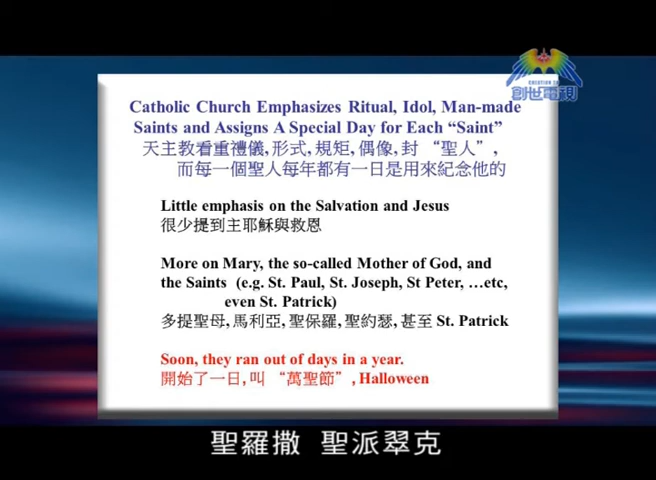 CREATION
創世電視
Catholic Church Emphasizes Ritual, Idol, Man-made
Saints and Assigns A Special Day for Each “Saint”
天主教看重禮儀,形式,規矩,偶像,封 “聖人”,
而每一個聖人每年都有一日是用來紀念他的
Little emphasis on the Salvation and Jesus
很少提到主耶穌與救恩
More on Mary, the so-called Mother of God, and
the Saints (e.g. St. Paul, St. Joseph, St Peter, …etc,
even St. Patrick)
多提聖母,馬利亞,聖保羅,聖約瑟,甚至 St. Patrick
Soon, they ran out of days in a year.
開始了一日,叫 “萬聖節”, Halloween
聖羅撒 聖派翠克